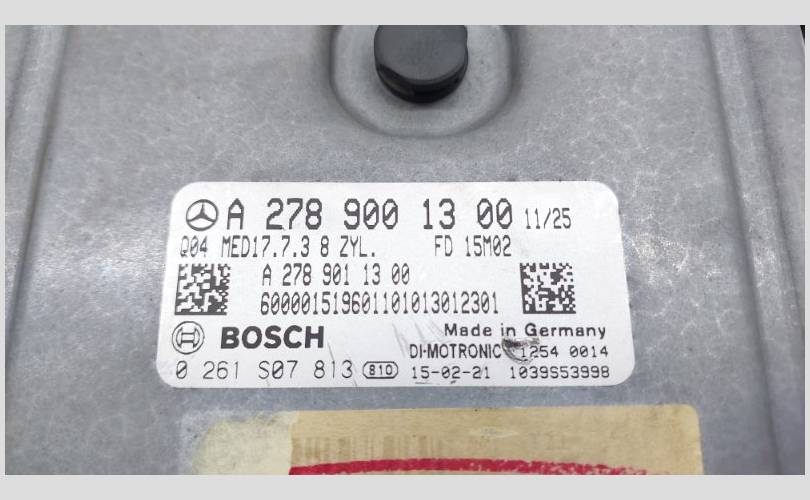 A 278 900 13 00 11/25
Q04 MED17.7.3 8 ZYL. FD 15M02
A 278 901 13 00
600001519601101013012301
BOSCH Made in Germany
DI-MOTRONIC 1254 0014
0 261 S07 813 810 15-02-21 1039S53998